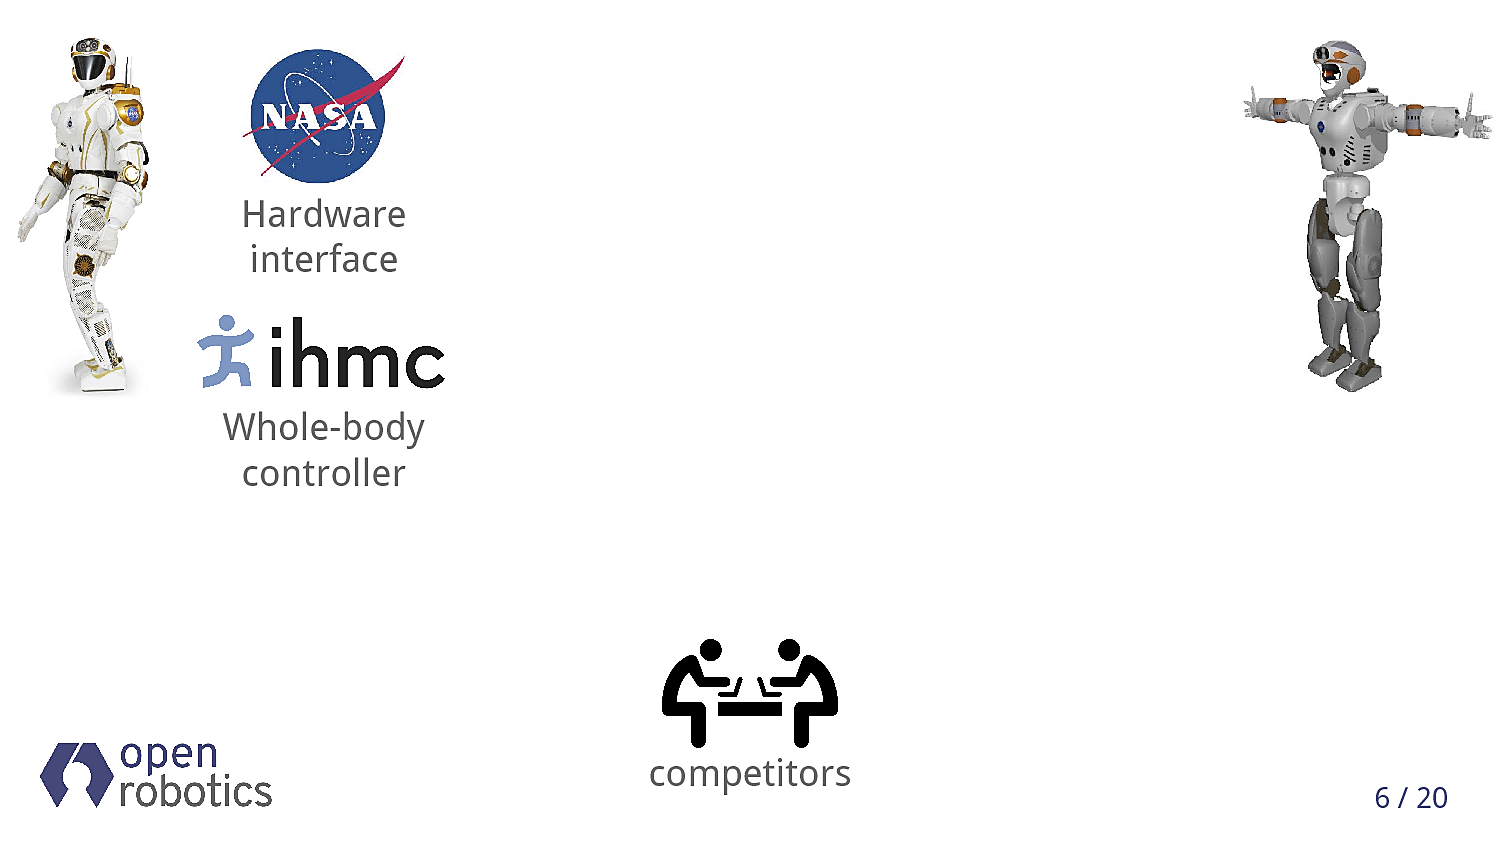 NASA
Hardware
interface
ihmc
Whole-body
controller
competitors
open
robotics
6 / 20